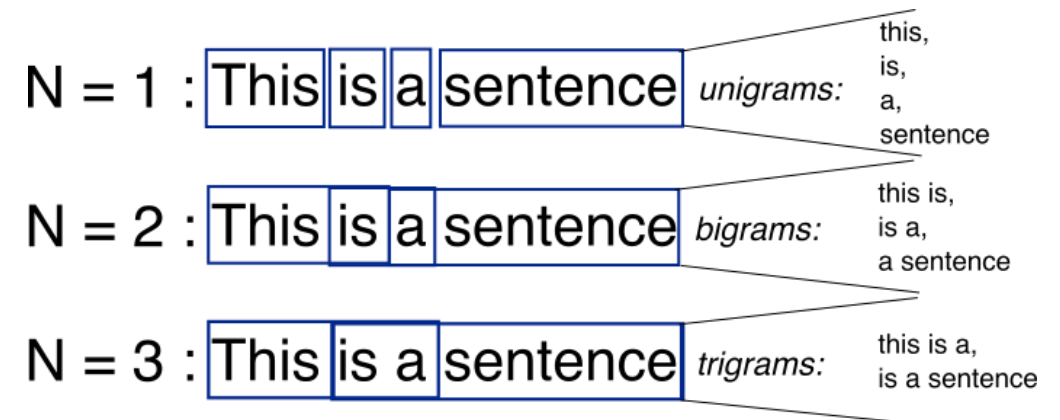 N = 1 : This is a sentence unigrams:
this,
is,
a,
sentence
N = 2 : This is a sentence bigrams:
this is,
is a,
a sentence
N = 3 : This is a sentence trigrams:
this is a,
is a sentence